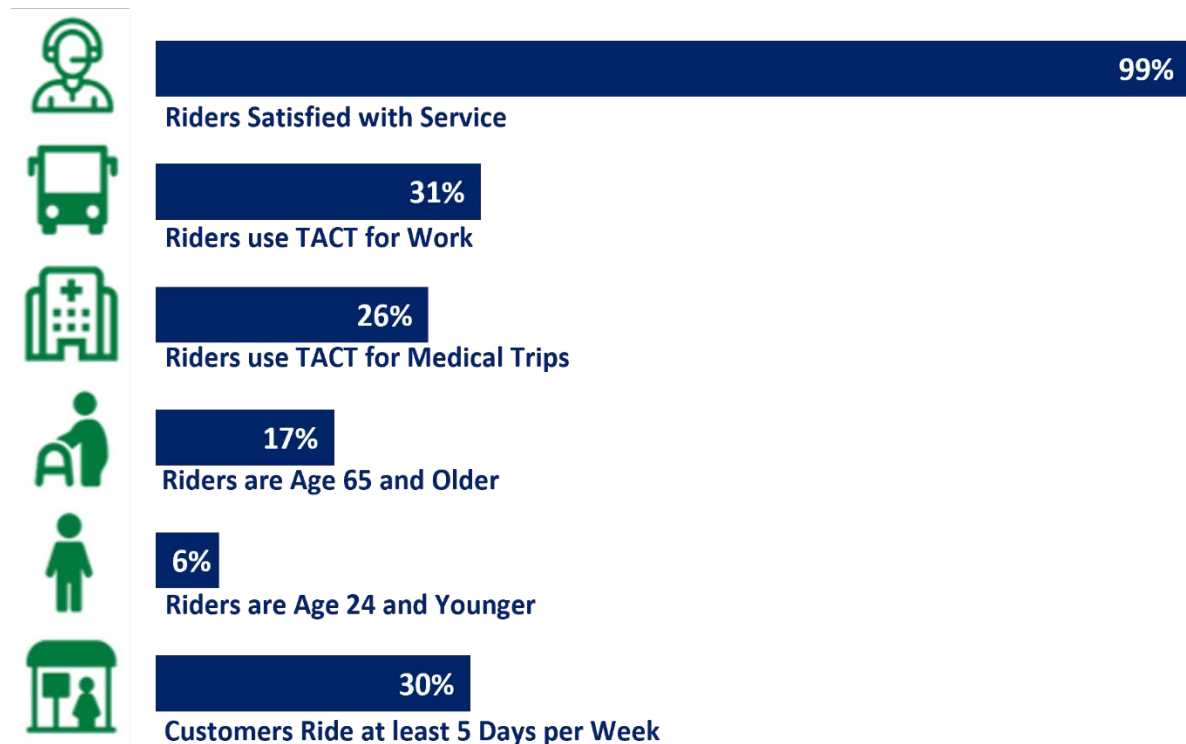 99%
Riders Satisfied with Service
31%
Riders use TACT for Work
26%
Riders use TACT for Medical Trips
17%
Riders are Age 65 and Older
6%
Riders are Age 24 and Younger
30%
Customers Ride at least 5 Days per Week